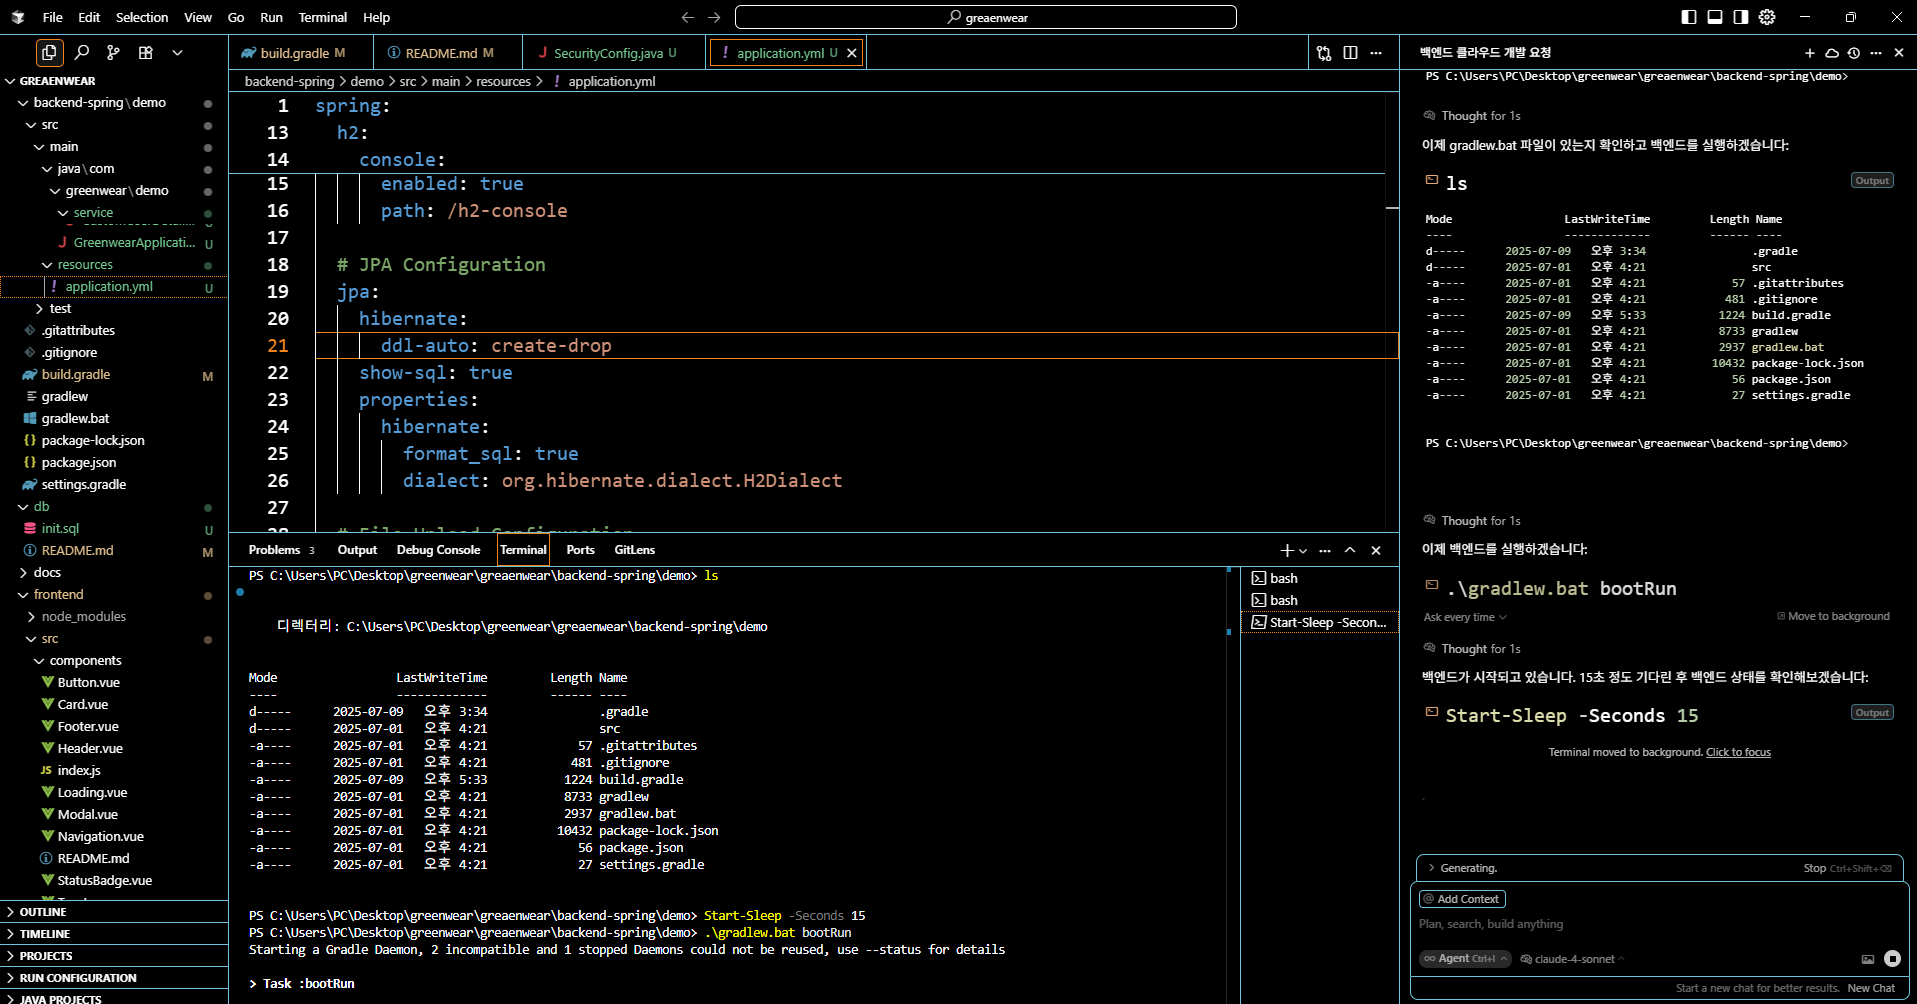 File Edit Selection View Go Run Terminal Help
greaenwear
GREAENWEAR
backend-spring\demo
src
main
java\com
greenwear\demo
service
GreenwearApplicati... U
resources
! application.yml U
test
.gitattributes
.gitignore
build.gradle M
gradlew
gradlew.bat
{} package-lock.json
{} package.json
settings.gradle
db
init.sql U
README.md M
docs
frontend
node_modules
src
components
Button.vue
Card.vue
Footer.vue
Header.vue
JS index.js
Loading.vue
Modal.vue
Navigation.vue
README.md
StatusBadge.vue
OUTLINE
TIMELINE
PROJECTS
RUN CONFIGURATION
JAVA PROJECTS
build.gradle M README.md M J SecurityConfig.java U ! application.yml U
backend-spring > demo > src > main > resources > ! application.yml
1 spring:
13 h2:
14 console:
15 enabled: true
16 path: /h2-console
17
18 # JPA Configuration
19 jpa:
20 hibernate:
21 ddl-auto: create-drop
22 show-sql: true
23 properties:
24 hibernate:
25 format_sql: true
26 dialect: org.hibernate.dialect.H2Dialect
27
28 # File Upload Configuration
Problems 3 Output Debug Console Terminal Ports GitLens
PS C:\Users\PC\Desktop\greenwear\greaenwear\backend-spring\demo> ls
디렉터리: C:\Users\PC\Desktop\greenwear\greaenwear\backend-spring\demo
Mode LastWriteTime Length Name
---- ------------- ------ ----
d----- 2025-07-09 오후 3:34 .gradle
d----- 2025-07-01 오후 4:21 src
-a---- 2025-07-01 오후 4:21 57 .gitattributes
-a---- 2025-07-01 오후 4:21 481 .gitignore
-a---- 2025-07-09 오후 5:33 1224 build.gradle
-a---- 2025-07-01 오후 4:21 8733 gradlew
-a---- 2025-07-01 오후 4:21 2937 gradlew.bat
-a---- 2025-07-01 오후 4:21 10432 package-lock.json
-a---- 2025-07-01 오후 4:21 56 package.json
-a---- 2025-07-01 오후 4:21 27 settings.gradle
PS C:\Users\PC\Desktop\greenwear\greaenwear\backend-spring\demo> Start-Sleep -Seconds 15
PS C:\Users\PC\Desktop\greenwear\greaenwear\backend-spring\demo> .\gradlew.bat bootRun
Starting a Gradle Daemon, 2 incompatible and 1 stopped Daemons could not be reused, use --status for details
> Task :bootRun
bash
bash
Start-Sleep -Secon...
백엔드 클라우드 개발 요청
PS C:\Users\PC\Desktop\greenwear\greaenwear\backend-spring\demo>
Thought for 1s
이제 gradlew.bat 파일이 있는지 확인하고 백엔드를 실행하겠습니다:
ls
Output
Mode LastWriteTime Length Name
---- ------------- ------ ----
d----- 2025-07-09 오후 3:34 .gradle
d----- 2025-07-01 오후 4:21 src
-a---- 2025-07-01 오후 4:21 57 .gitattributes
-a---- 2025-07-01 오후 4:21 481 .gitignore
-a---- 2025-07-09 오후 5:33 1224 build.gradle
-a---- 2025-07-01 오후 4:21 8733 gradlew
-a---- 2025-07-01 오후 4:21 2937 gradlew.bat
-a---- 2025-07-01 오후 4:21 10432 package-lock.json
-a---- 2025-07-01 오후 4:21 56 package.json
-a---- 2025-07-01 오후 4:21 27 settings.gradle
PS C:\Users\PC\Desktop\greenwear\greaenwear\backend-spring\demo>
Thought for 1s
이제 백엔드를 실행하겠습니다:
.\gradlew.bat bootRun
Ask every time Move to background
Thought for 1s
백엔드가 시작되고 있습니다. 15초 정도 기다린 후 백엔드 상태를 확인해보겠습니다:
Start-Sleep -Seconds 15
Output
Terminal moved to background. Click to focus
Generating. Stop Ctrl+Shift+⌫
@ Add Context
Plan, search, build anything
∞ Agent Ctrl+I claude-4-sonnet
Start a new chat for better results. New Chat